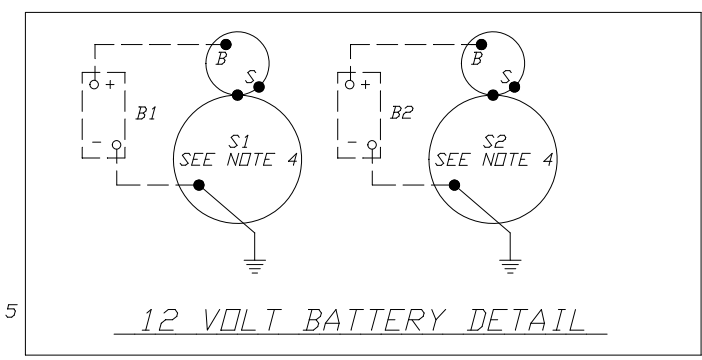 B
B
+
S
+
S
B1
B2
S1
S2
-
SEE NOTE 4
-
SEE NOTE 4
5
12 VOLT BATTERY DETAIL